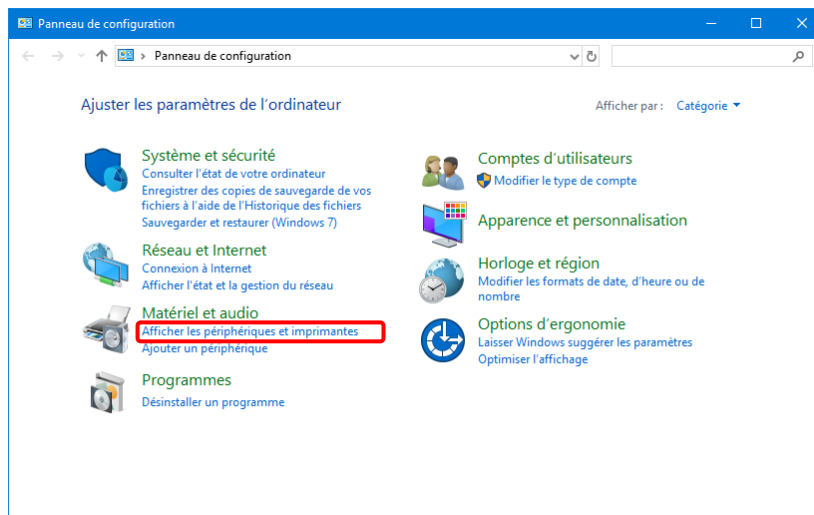 Panneau de configuration
Panneau de configuration
Ajuster les paramètres de l'ordinateur
Afficher par : Catégorie
Système et sécurité
Consulter l'état de votre ordinateur
Enregistrer des copies de sauvegarde de vos
fichiers à l'aide de l'Historique des fichiers
Sauvegarder et restaurer (Windows 7)
Réseau et Internet
Connexion à Internet
Afficher l'état et la gestion du réseau
Matériel et audio
Afficher les périphériques et imprimantes
Ajouter un périphérique
Programmes
Désinstaller un programme
Comptes d'utilisateurs
Modifier le type de compte
Apparence et personnalisation
Horloge et région
Modifier les formats de date, d'heure ou de
nombre
Options d'ergonomie
Laisser Windows suggérer les paramètres
Optimiser l'affichage